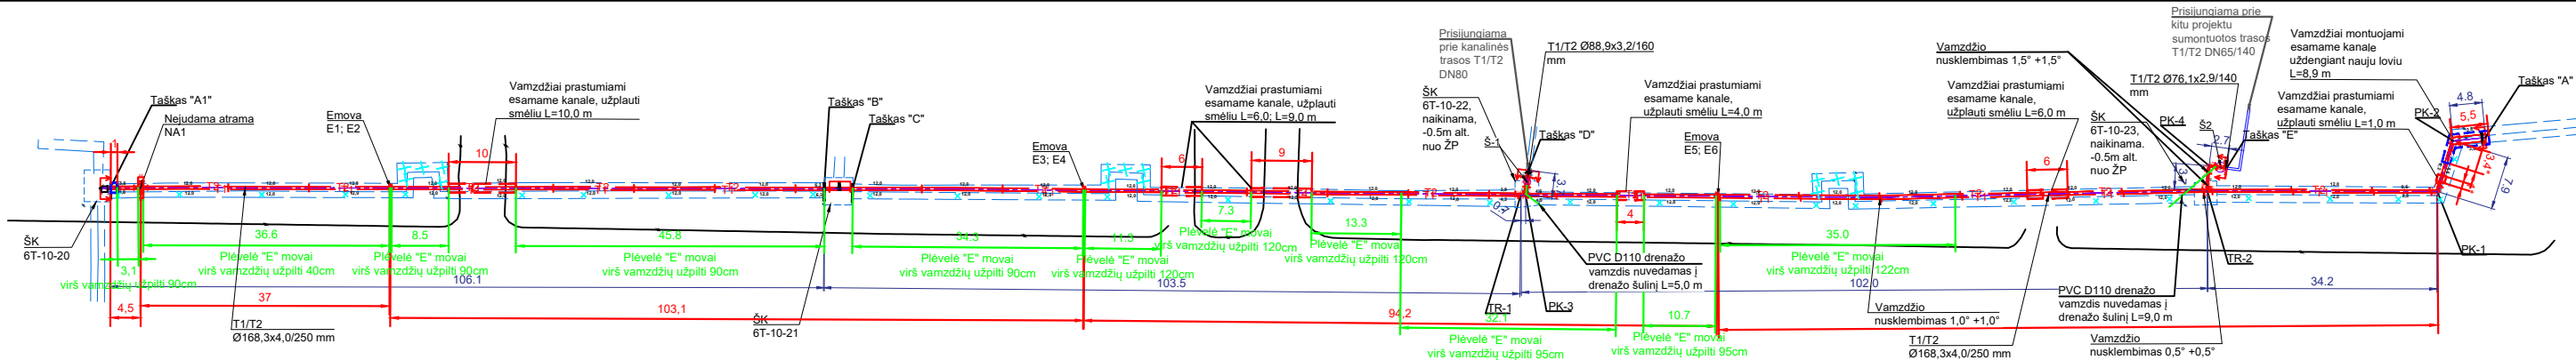 Taškas "A1"
Nejudama atrama
NA1
Emova
E1; E2
Vamzdžiai prastumiami
esamame kanale, užplauti
smėliu L=10,0 m
Taškas "B"
Taškas "C"
Emova
E3; E4
Vamzdžiai prastumiami
esamame kanale, užplauti
smėliu L=6,0; L=9,0 m
Prisijungiama
prie kanalinės
trasos T1/T2
DN80
T1/T2 Ø88,9x3,2/160
mm
ŠK
6T-10-22,
naikinama,
-0.5m alt.
nuo ŽP
Š-1
Taškas "D"
Vamzdžiai prastumiami
esamame kanale,
užplauti smėliu L=4,0 m
Emova
E5; E6
Vamzdžio
nusklembimas 1,5° +1,5°
Vamzdžiai prastumiami
esamame kanale,
užplauti smėliu L=6,0 m
Prisijungiama prie
kitu projektu
sumontuotos trasos
T1/T2 DN65/140
T1/T2 Ø76,1x2,9/140
mm
ŠK
6T-10-23,
naikinama.
-0.5m alt.
nuo ŽP
PK-4
Š2
Taškas "E"
Vamzdžiai montuojami
esamame kanale
uždengiant nauju loviu
L=8,9 m
Vamzdžiai prastumiami
esamame kanale,
užplauti smėliu L=1,0 m
PK-2
Taškas "A"
4.8
5,5
3,4
7.9
2.7
1
10
6
9
7.3
13.3
4
6
ŠK
6T-10-20
3,1
virš vamzdžių užpilti 90cm
4,5
36.6
Plėvelė "E" movai
virš vamzdžių užpilti 40cm
37
T1/T2
Ø168,3x4,0/250 mm
8.5
Plėvelė "E" movai
virš vamzdžių užpilti 90cm
106.1
45.8
Plėvelė "E" movai
virš vamzdžių užpilti 90cm
103,1
ŠK
6T-10-21
34.3
Plėvelė "E" movai
virš vamzdžių užpilti 90cm
11.5
Plėvelė "E" movai
virš vamzdžių užpilti 120cm
103.5
Plėvelė "E" movai
virš vamzdžių užpilti 120cm
Plėvelė "E" movai
virš vamzdžių užpilti 120cm
94,2
TR-1
PK-3
32.1
Plėvelė "E" movai
virš vamzdžių užpilti 95cm
PVC D110 drenažo
vamzdis nuvedamas į
drenažo šulinį L=5,0 m
10.7
Plėvelė "E" movai
virš vamzdžių užpilti 95cm
35.0
Plėvelė "E" movai
virš vamzdžių užpilti 122cm
102.0
Vamzdžio
nusklembimas 1,0° +1,0°
T1/T2
Ø168,3x4,0/250 mm
PVC D110 drenažo
vamzdis nuvedamas į
drenažo šulinį L=9,0 m
Vamzdžio
nusklembimas 0,5° +0,5°
TR-2
34.2
PK-1